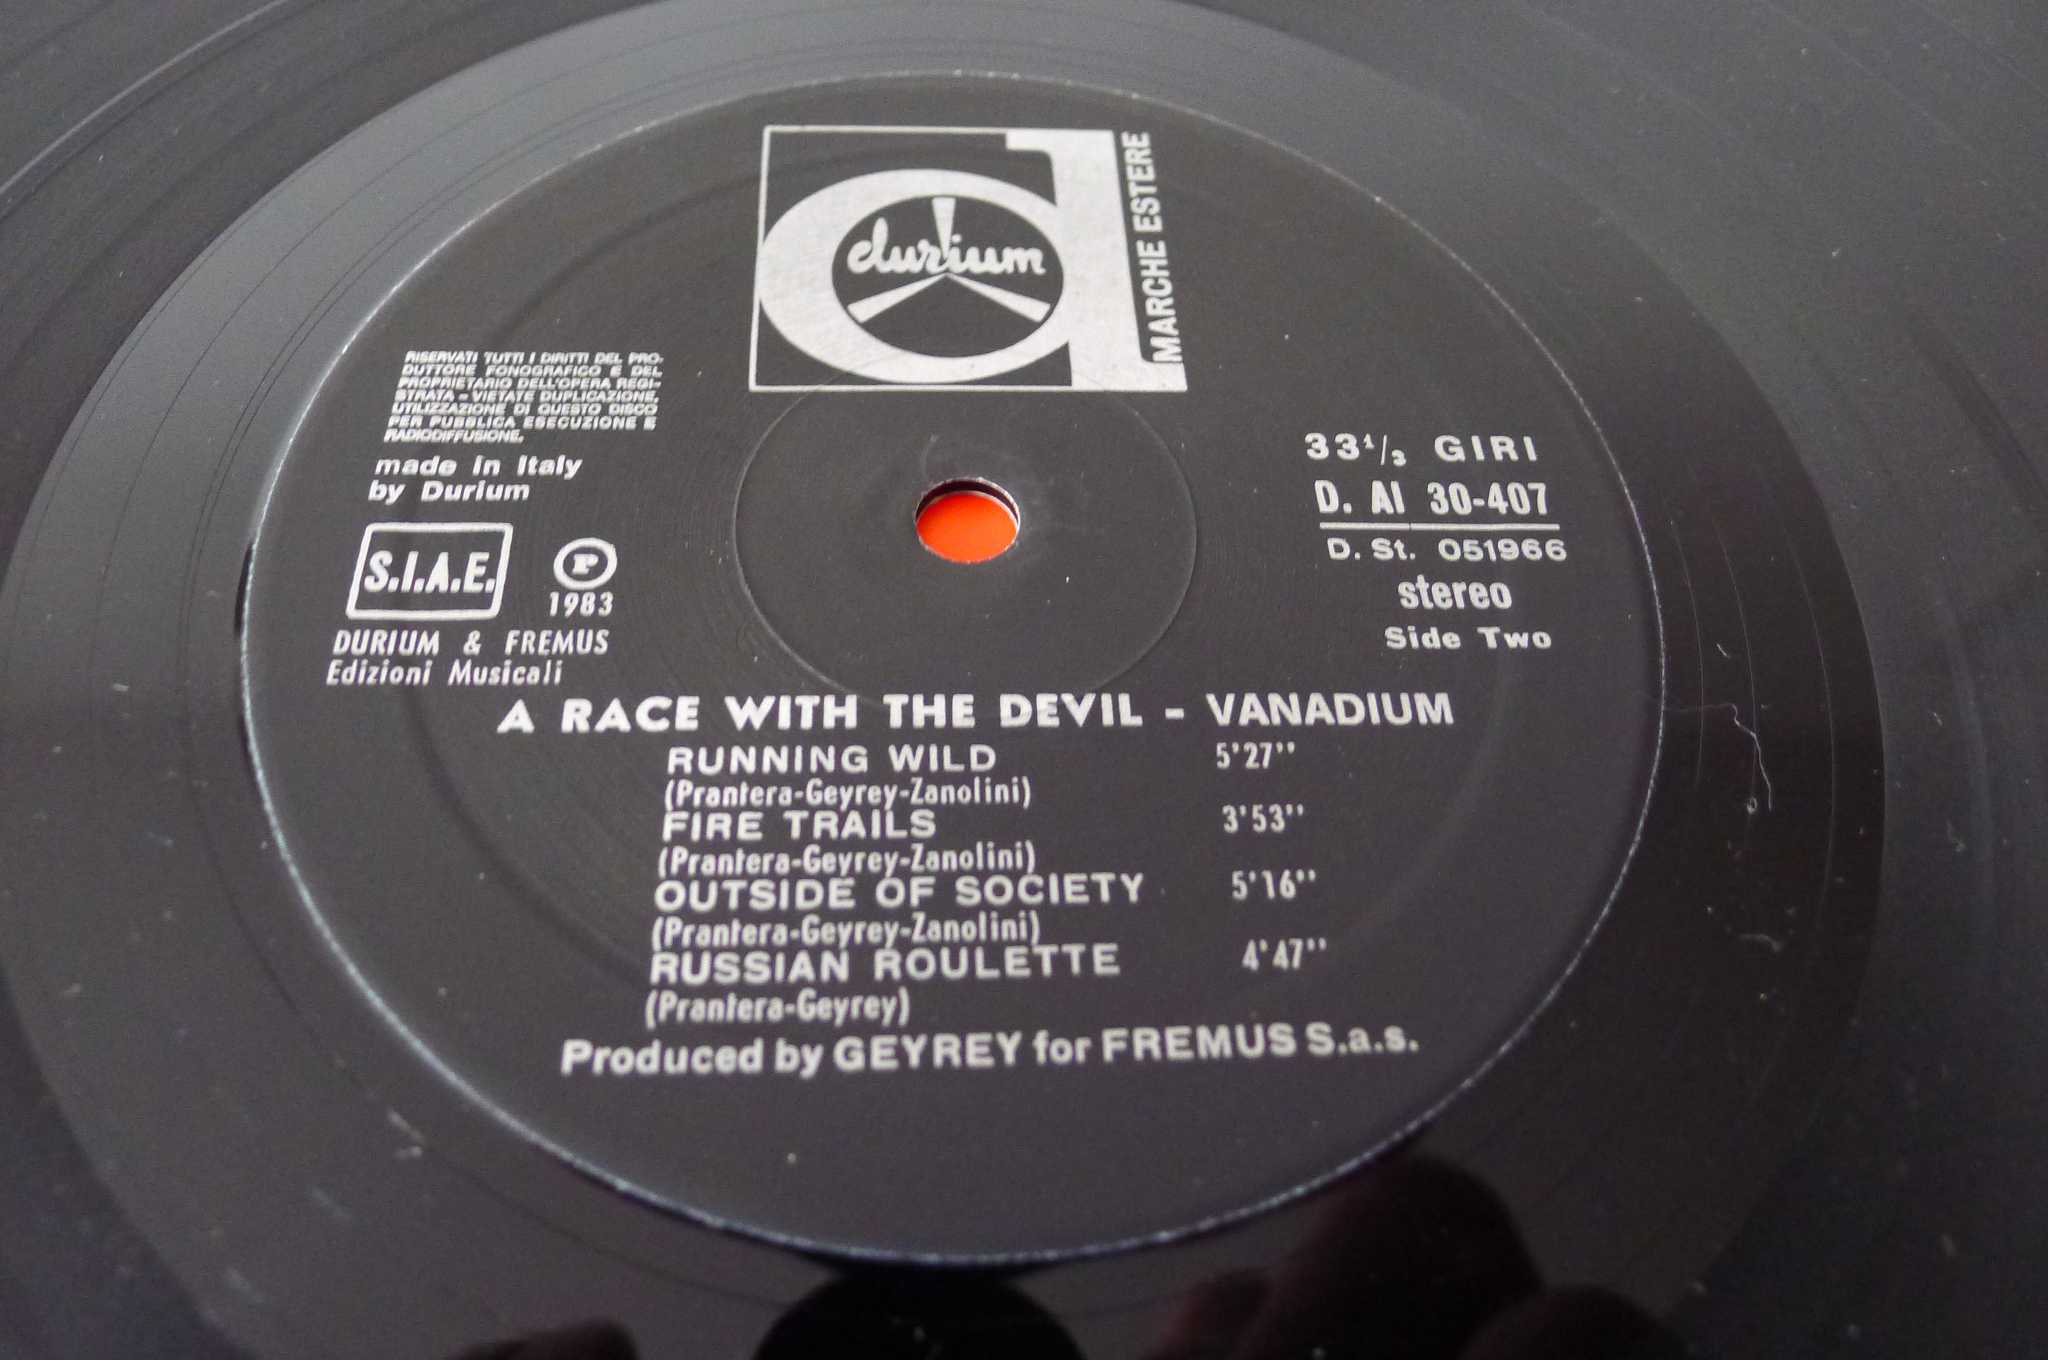 durium
MARCHE ESTERE
RISERVATI TUTTI I DIRITTI DEL PRO-
DUTTORE FONOGRAFICO E DEL
PROPRIETARIO DELL'OPERA REGI-
STRATA - VIETATE DUPLICAZIONE,
UTILIZZAZIONE DI QUESTO DISCO
PER PUBBLICA ESECUZIONE E
RADIODIFFUSIONE.
made in Italy
by Durium
S.I.A.E.
P
1983
DURIUM & FREMUS
Edizioni Musicali
33 1/3 GIRI
D. AI 30-407
D. St. 051966
stereo
Side Two
A RACE WITH THE DEVIL - VANADIUM
RUNNING WILD 5'27''
(Prantera-Geyrey-Zanolini)
FIRE TRAILS 3'53''
(Prantera-Geyrey-Zanolini)
OUTSIDE OF SOCIETY 5'16''
(Prantera-Geyrey-Zanolini)
RUSSIAN ROULETTE 4'47''
(Prantera-Geyrey)
Produced by GEYREY for FREMUS S.a.s.